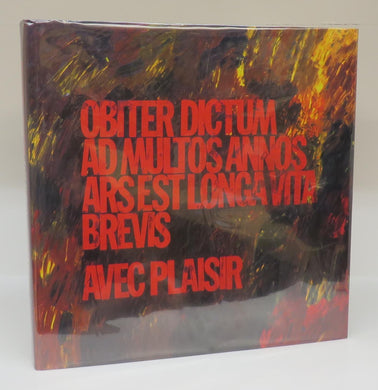 OBITER DICTUM
AD MULTOS ANNOS
ARS EST LONGA VITA
BREVIS
AVEC PLAISIR